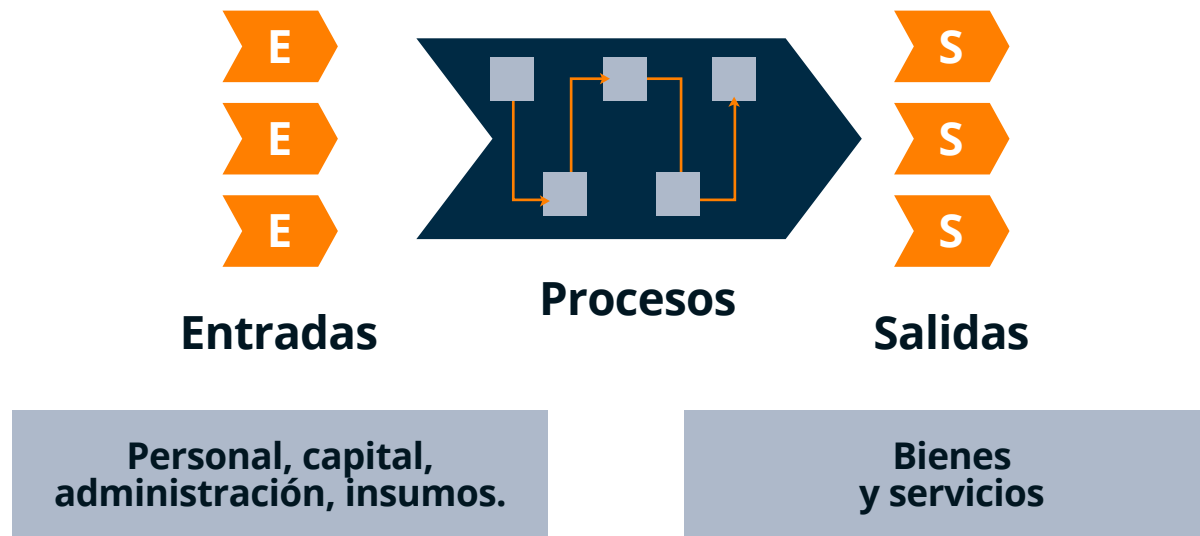 E
E
E
S
S
S
Procesos
Entradas
Salidas
Personal, capital,
administración, insumos.
Bienes
y servicios